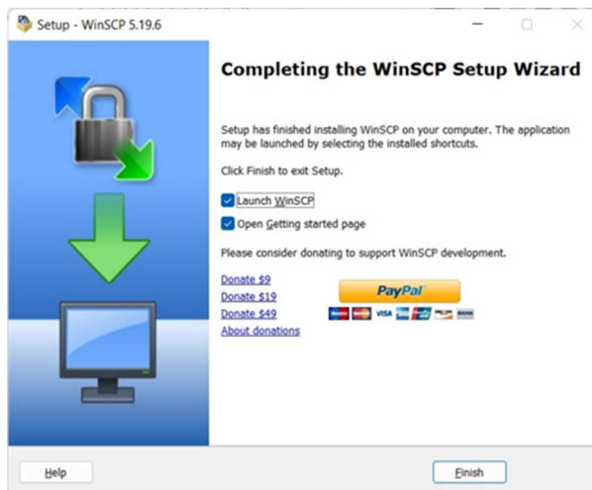 Setup - WinSCP 5.19.6
Completing the WinSCP Setup Wizard
Setup has finished installing WinSCP on your computer. The application
may be launched by selecting the installed shortcuts.
Click Finish to exit Setup.
Launch WinSCP
Open Getting started page
Please consider donating to support WinSCP development.
Donate $9
Donate $19
Donate $49
About donations
PayPal
VISA
Help
Finish